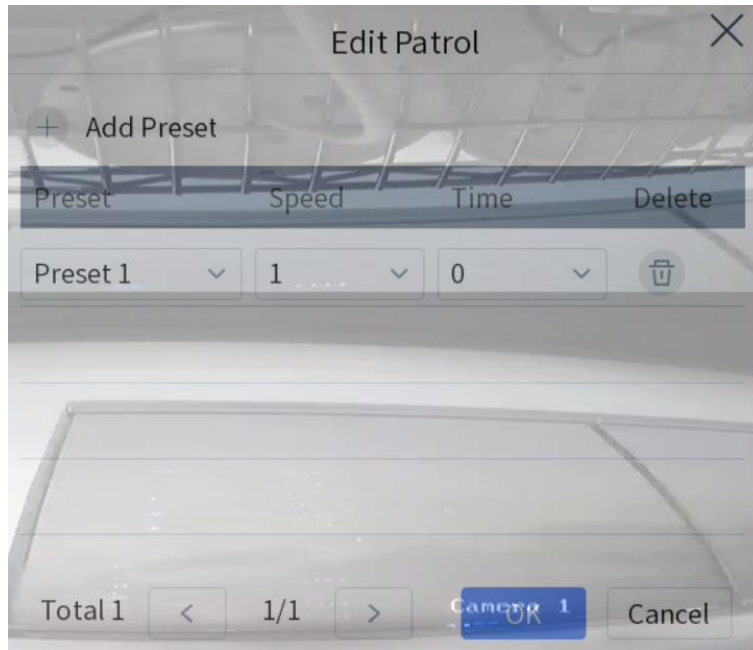 Edit Patrol
Add Preset
Preset Speed Time Delete
Preset 1 1 0
Total 1 < 1/1 > OK Cancel
Camera 1